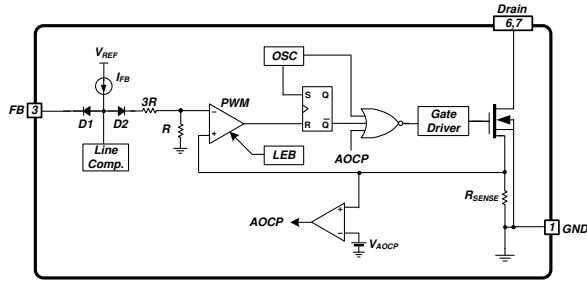 Drain
6,7
VREF
OSC
IFB
3R
PWM
S Q
FB 3
D1 D2
R
R Q
Gate
Driver
Line
Comp.
LEB
AOCP
RSENSE
AOCP
VAOCP
1 GND
+
−
+
−